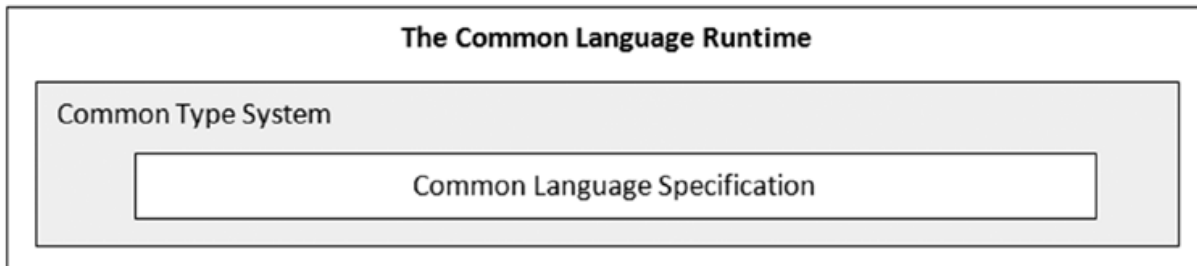 The Common Language Runtime
Common Type System
Common Language Specification